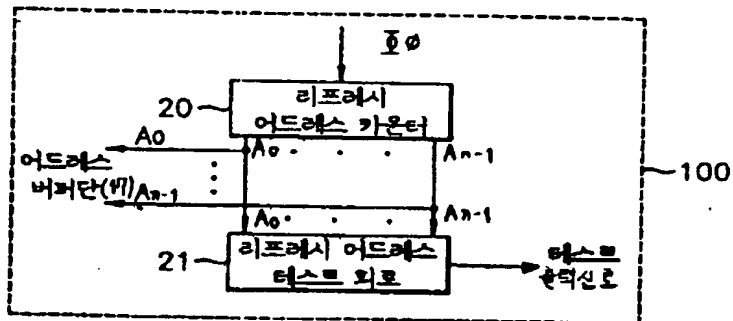 Φ Ø
20
리프레시
어드레스 카운터
A0
A0 · · · An-1
어드레스
버퍼단(17)
An-1
A0 · · · An-1
100
21
리프레시 어드레스
테스트 회로
테스트
출력신호